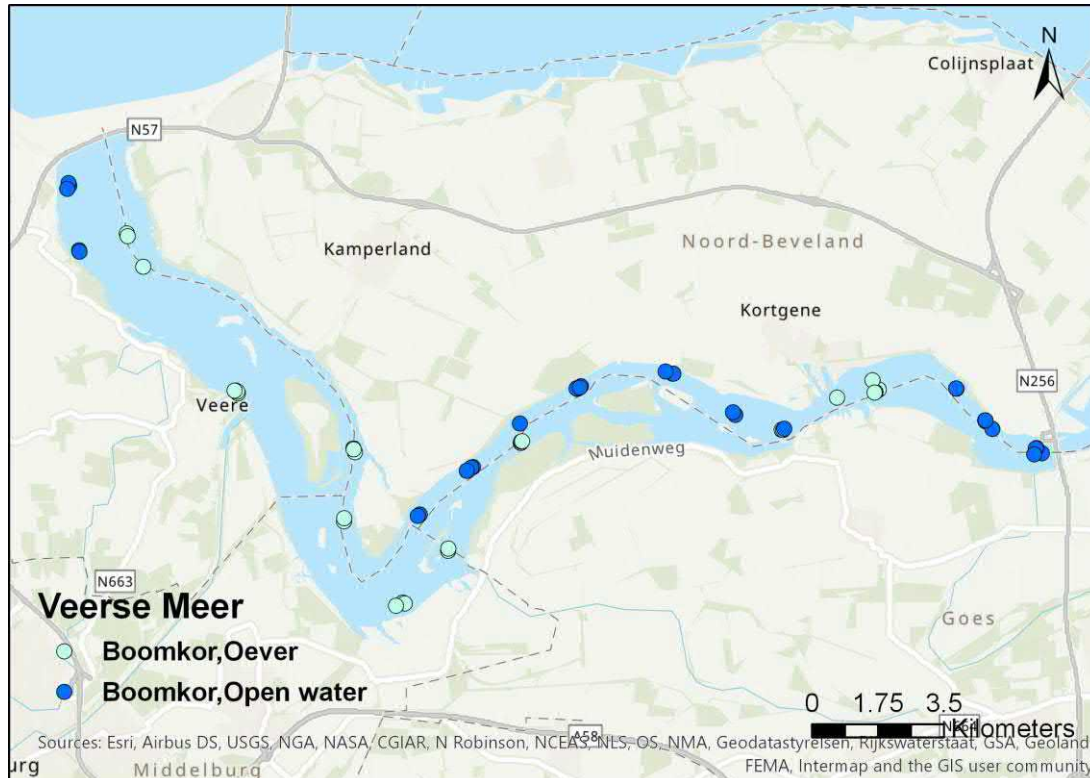 N
Colijnsplaat
N57
Kamperland
Noord-Beveland
Kortgene
N256
Veere
Muidenweg
N663
Veerse Meer
Goes
Boomkor,Oever
Boomkor,Open water
0 1.75 3.5
Kilometers
A58
Sources: Esri, Airbus DS, USGS, NGA, NASA, CGIAR, N Robinson, NCEAS, NLS, OS, NMA, Geodatastyrelsen, Rijkswaterstaat, GSA, Geoland,
FEMA, Intermap and the GIS user community
urg
Middelburg